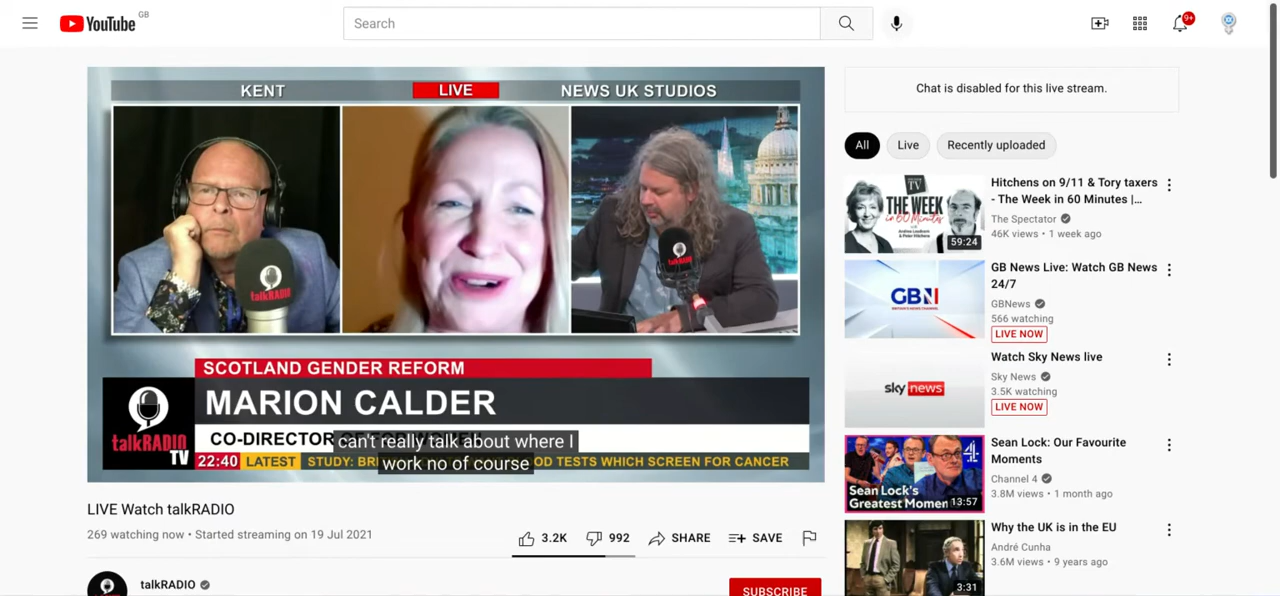 YouTube GB
Search
9+
KENT LIVE NEWS UK STUDIOS
talkRADIO
talkRADIO
SCOTLAND GENDER REFORM
MARION CALDER
CO-DIRECTOR
can't really talk about where I
work no of course
talkRADIO
TV
22:40 LATEST STUDY: OD TESTS WHICH SCREEN FOR CANCER
LIVE Watch talkRADIO
269 watching now • Started streaming on 19 Jul 2021
3.2K 992 SHARE SAVE
talkRADIO
SUBSCRIBE
Chat is disabled for this live stream.
All Live Recently uploaded
THE WEEK
in 60 Minutes
59:24
Hitchens on 9/11 & Tory taxers
- The Week in 60 Minutes |...
The Spectator
46K views • 1 week ago
GBN
GB News Live: Watch GB News
24/7
GBNews
566 watching
LIVE NOW
sky news
Watch Sky News live
Sky News
3.5K watching
LIVE NOW
4
Sean Lock's
Greatest Momen
13:57
Sean Lock: Our Favourite
Moments
Channel 4
3.8M views • 1 month ago
3:31
Why the UK is in the EU
André Cunha
3.6M views • 9 years ago